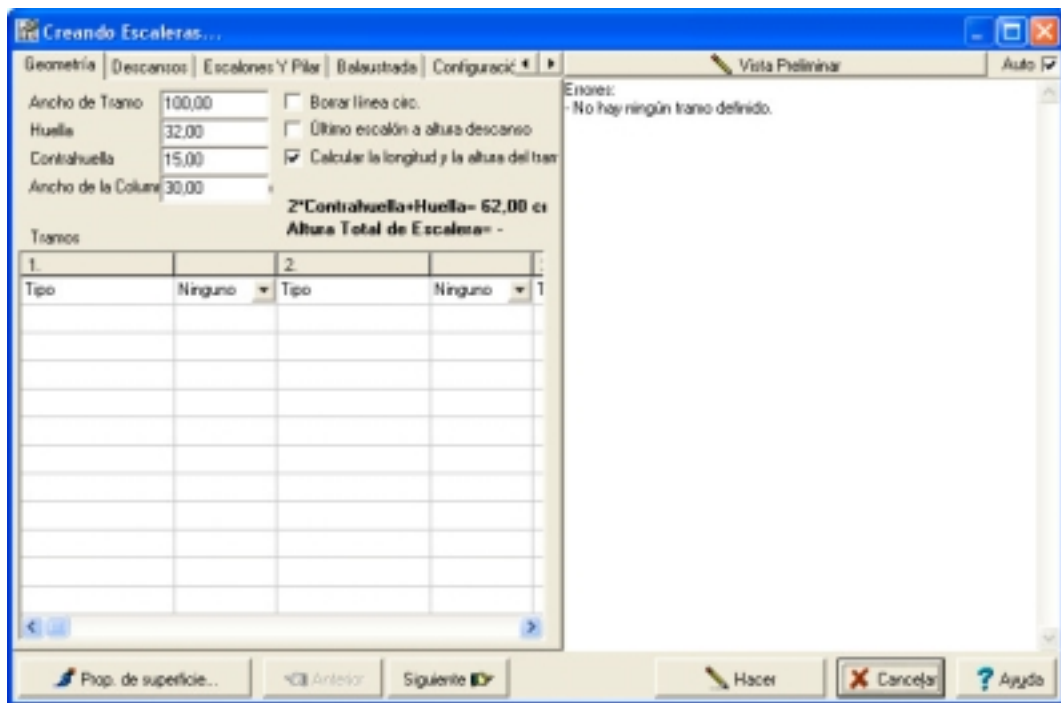 Creando Escaleras...
Geometría Descansos Escalones Y Pilar Balaustrada Configuració
Vista Preliminar
Auto
Ancho de Tramo 100,00
Borrar línea circ.
Huella 32,00
Último escalón a altura descanso
Contrahuella 15,00
Calcular la longitud y la altura del tram
Ancho de la Column 30,00
2*Contrahuella+Huella= 62,00 cm
Altura Total de Escalera= -
Tramos
1. 2.
Tipo Ninguno Tipo Ninguno
Errores:
- No hay ningún tramo definido.
Prop. de superficie...
Anterior
Siguiente
Hacer
Cancelar
? Ayuda